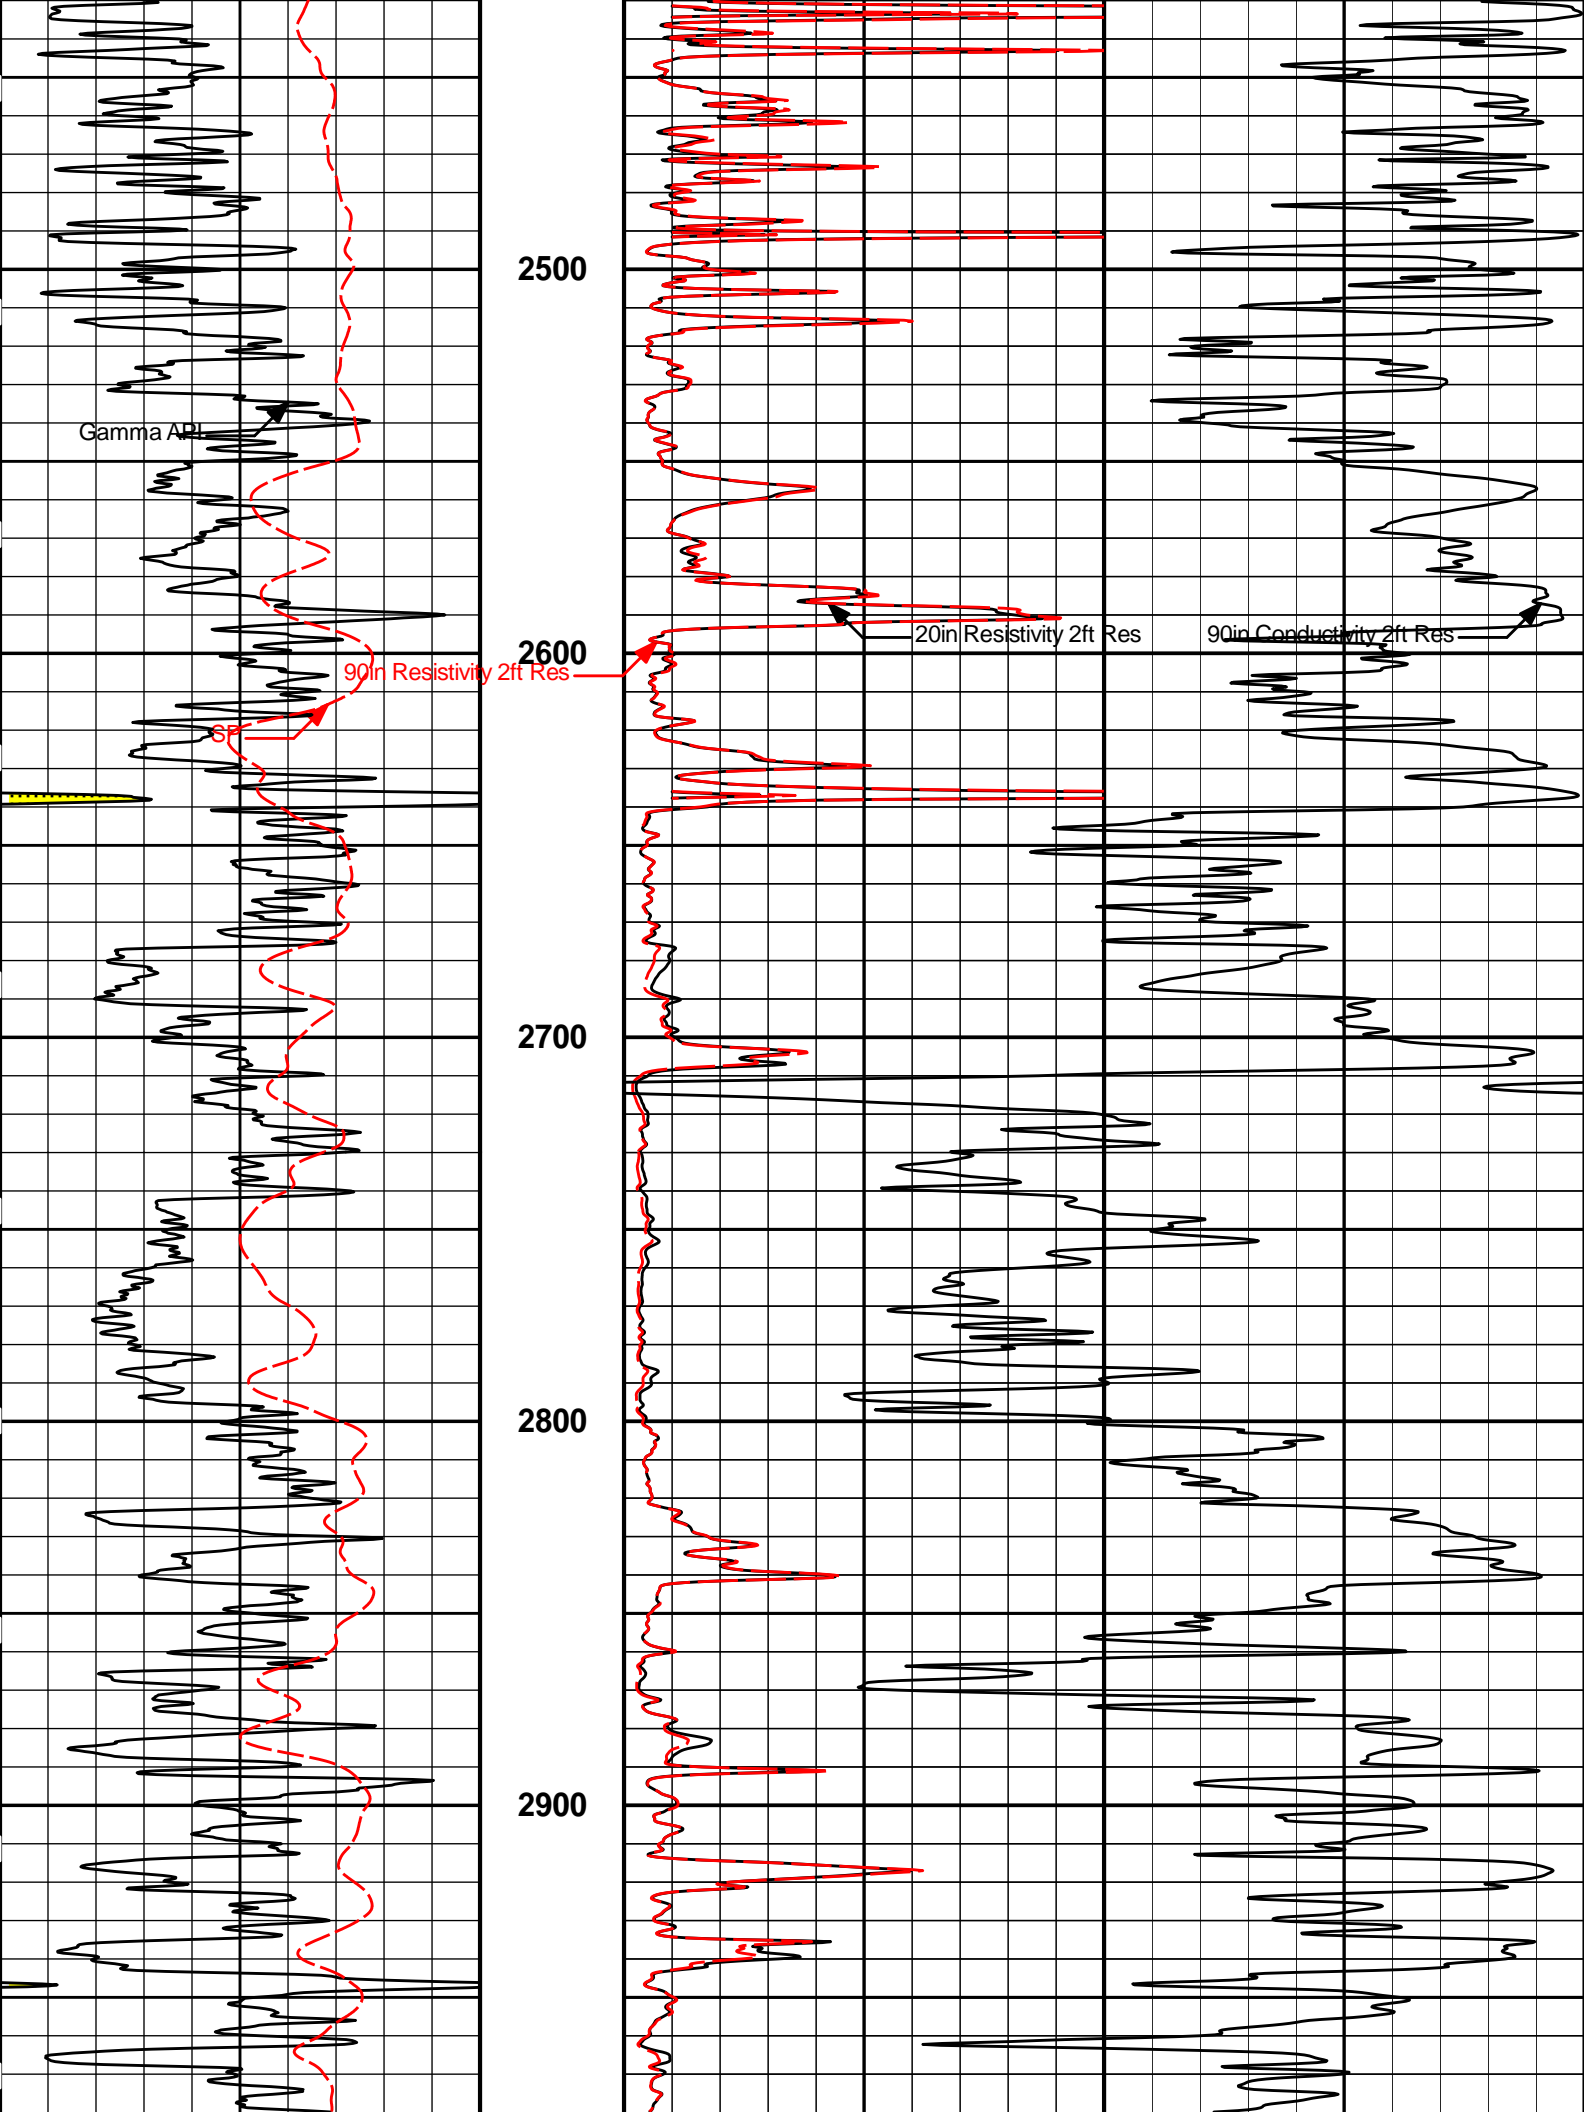 2500
Gamma API
20in Resistivity 2ft Res
90in Conductivity 2ft Res
2600
90in Resistivity 2ft Res
SP
2700
2800
2900